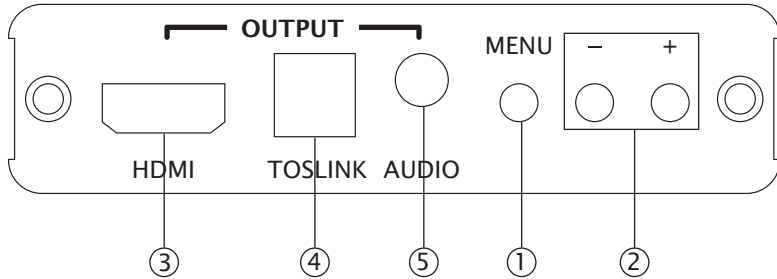 OUTPUT
MENU − +
HDMI TOSLINK AUDIO
③ ④ ⑤ ① ②